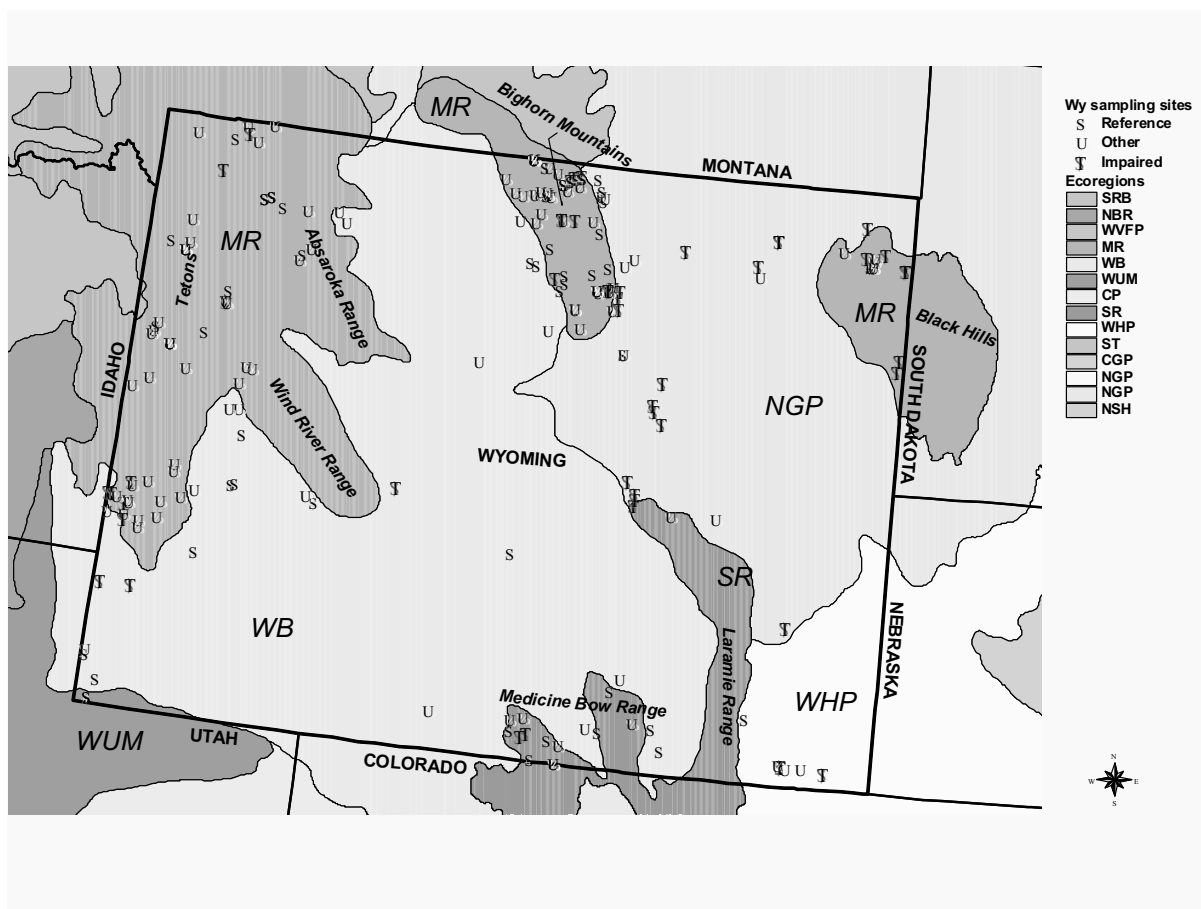 MR
Bighorn Mountains
MONTANA
MR
Absaroka Range
Tetons
IDAHO
Wind River Range
MR
Black Hills
SOUTH DAKOTA
NGP
WYOMING
SR
WB
Laramie Range
NEBRASKA
WHP
Medicine Bow Range
WUM
UTAH
COLORADO
Wy sampling sites
S Reference
U Other
T Impaired
Ecoregions
SRB
NBR
WVFP
MR
WB
WUM
CP
SR
WHP
ST
CGP
NGP
NGP
NSH
N
W E
S